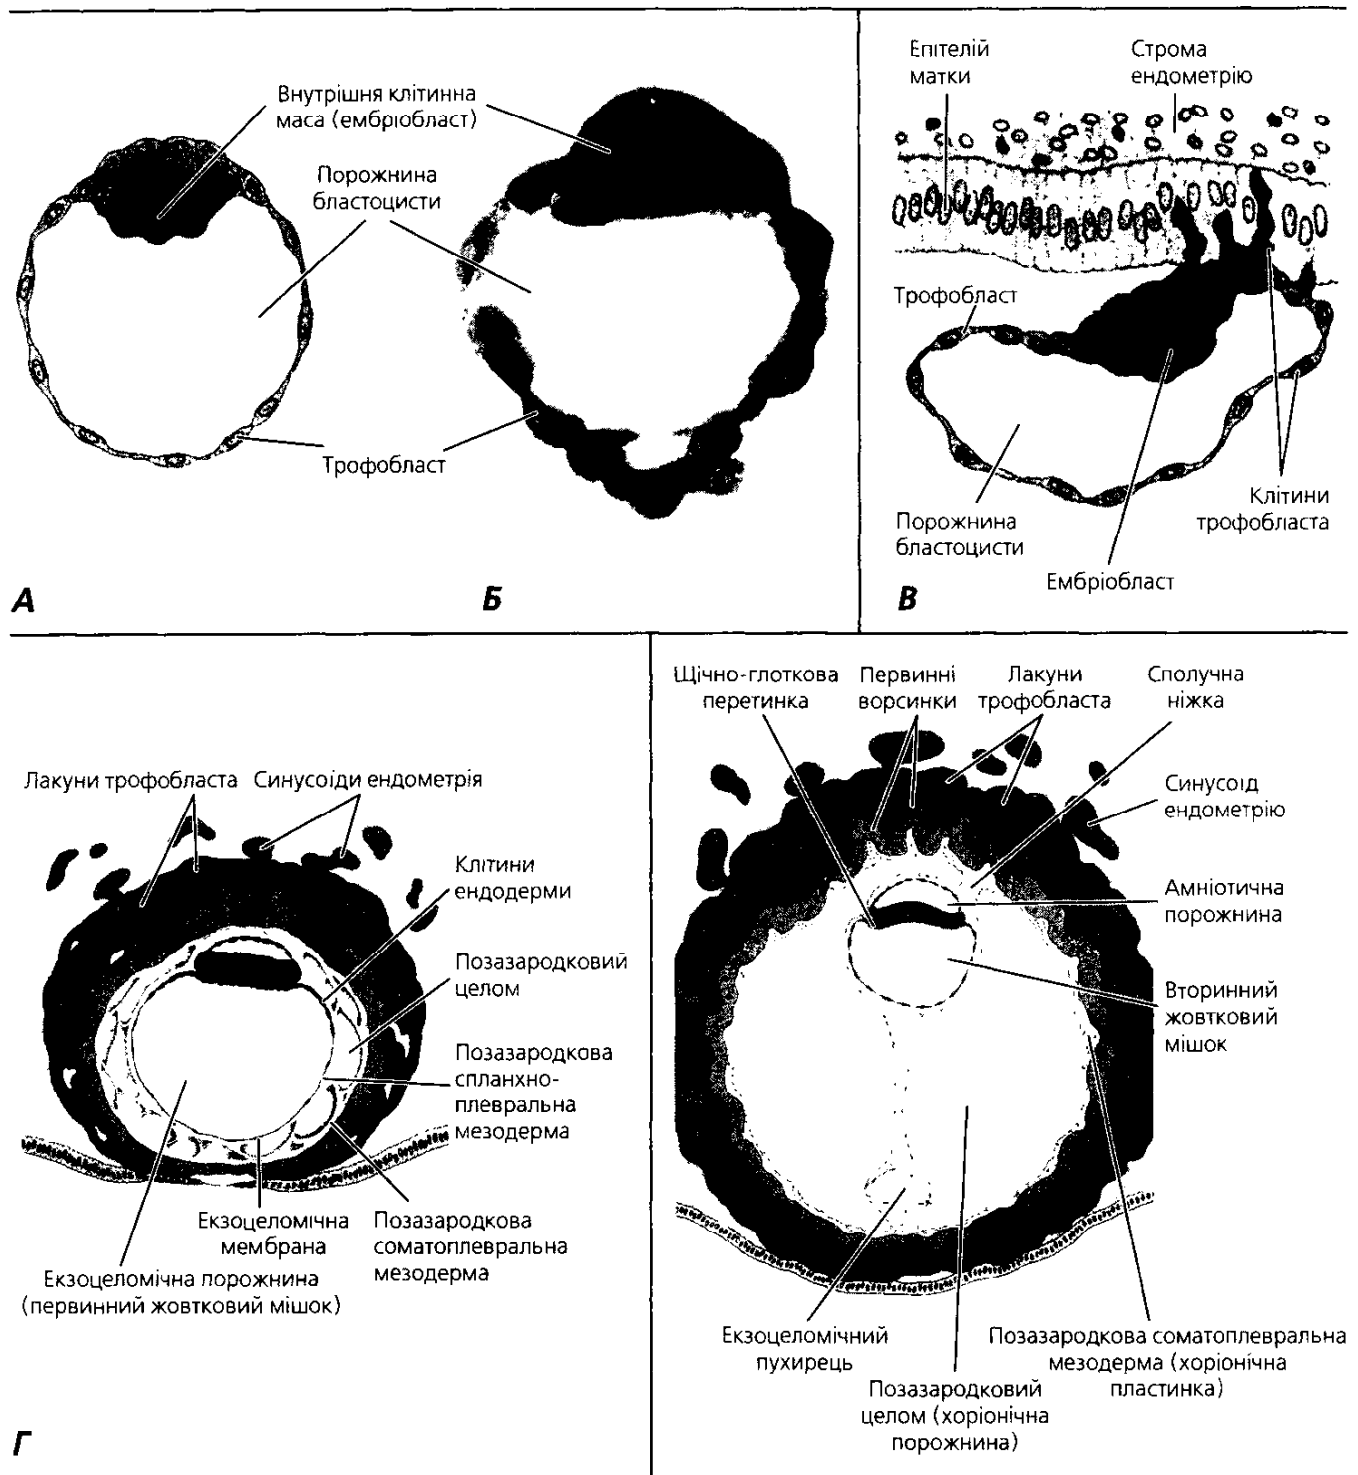 Внутрішня клітинна
маса (ембріобласт)
Порожнина
бластоцисти
Трофобласт
А
Б
Епітелій
матки
Строма
ендометрію
Трофобласт
Порожнина
бластоцисти
Ембріобласт
Клітини
трофобласта
В
Лакуни трофобласта
Синусоїди ендометрія
Клітини
ендодерми
Позазародковий
целом
Позазародкова
спланхно-
плевральна
мезодерма
Екзоцеломічна
мембрана
Позазародкова
соматоплевральна
мезодерма
Екзоцеломічна порожнина
(первинний жовтковий мішок)
Г
Щічно-глоткова
перетинка
Первинні
ворсинки
Лакуни
трофобласта
Сполучна
ніжка
Синусоїд
ендометрію
Амніотична
порожнина
Вторинний
жовтковий
мішок
Екзоцеломічний
пухирець
Позазародковий
целом (хоріонічна
порожнина)
Позазародкова соматоплевральна
мезодерма (хоріонічна
пластинка)